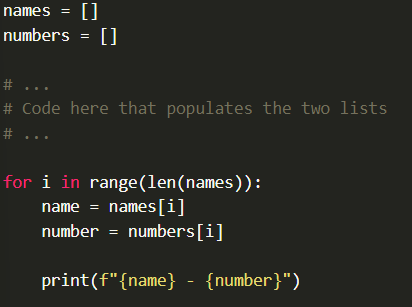 names = []
numbers = []
# ...
# Code here that populates the two lists
# ...
for i in range(len(names)):
    name = names[i]
    number = numbers[i]
    print(f"{name} - {number}")